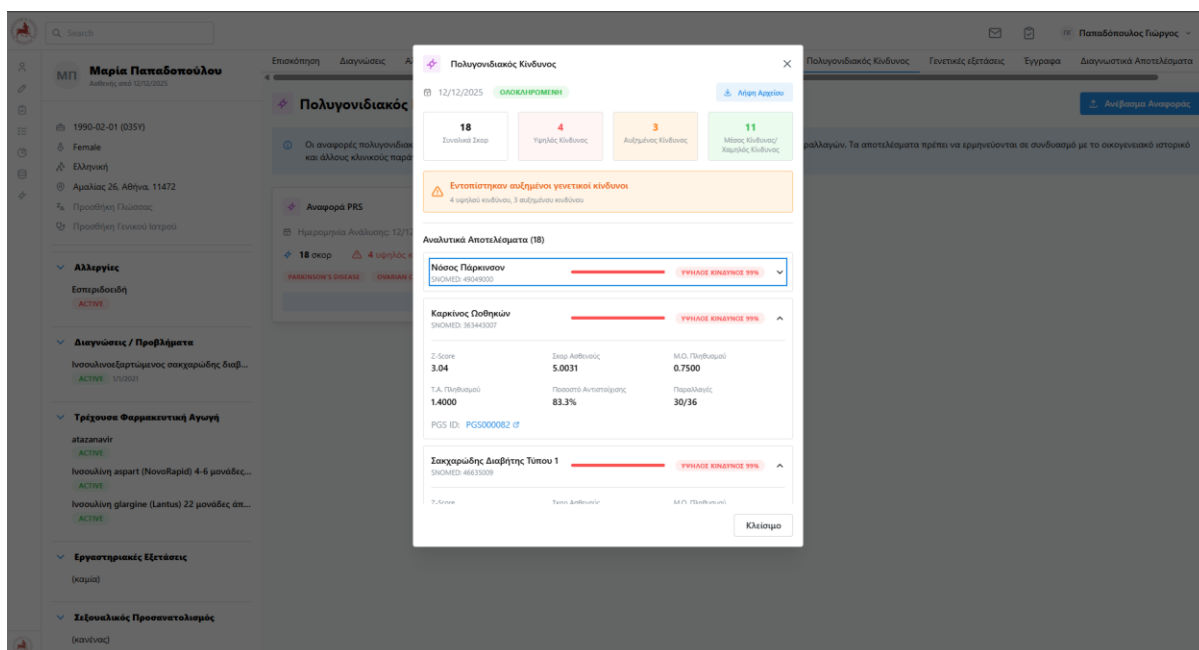 Search
ΠΓ Παπαδόπουλος Γιώργος
ΜΠ
Μαρία Παπαδοπούλου
Ασθενής από 12/12/2025
1990-02-01 (035Y)
Female
Ελληνική
Αμαλίας 26, Αθήνα, 11472
Προσθήκη Γλώσσας
Προσθήκη Γενικού Ιατρού
Αλλεργίες
Εσπεριδοειδή
ACTIVE
Διαγνώσεις / Προβλήματα
Ινσουλινοεξαρτώμενος σακχαρώδης διαβ...
ACTIVE 1/1/2021
Τρέχουσα Φαρμακευτική Αγωγή
atazanavir
ACTIVE
Ινσουλίνη aspart (NovoRapid) 4-6 μονάδες...
ACTIVE
Ινσουλίνη glargine (Lantus) 22 μονάδες άπ...
ACTIVE
Εργαστηριακές Εξετάσεις
(καμία)
Σεξουαλικός Προσανατολισμός
(κανένας)
Επισκόπηση Διαγνώσεις Πολυγονιδιακός Κίνδυνος Γενετικές εξετάσεις Έγγραφα Διαγνωστικά Αποτελέσματα
Πολυγονιδιακός
Ανέβασμα Αναφοράς
Οι αναφορές πολυγονιδιακ
ραλλαγών. Τα αποτελέσματα πρέπει να ερμηνεύονται σε συνδυασμό με το οικογενειακό ιστορικό
και άλλους κλινικούς παρά
Αναφορά PRS
Ημερομηνία Ανάλυσης: 12/12
18 σκορ 4 υψηλός κ
PARKINSON'S DISEASE OVARIAN C
Πολυγονιδιακός Κίνδυνος
12/12/2025 ΟΛΟΚΛΗΡΩΜΕΝΗ Λήψη Αρχείου
18 4 3 11
Συνολικά Σκορ Υψηλός Κίνδυνος Αυξημένος Κίνδυνος Μέσος Κίνδυνος/
Χαμηλός Κίνδυνος
Εντοπίστηκαν αυξημένοι γενετικοί κίνδυνοι
4 υψηλού κινδύνου, 3 αυξημένου κινδύνου
Αναλυτικά Αποτελέσματα (18)
Νόσος Πάρκινσον ΥΨΗΛΟΣ ΚΙΝΔΥΝΟΣ 99%
SNOMED: 49049000
Καρκίνος Ωοθηκών ΥΨΗΛΟΣ ΚΙΝΔΥΝΟΣ 99%
SNOMED: 363443007
Z-Score Σκορ Ασθενούς Μ.Ο. Πληθυσμού
3.04 5.0031 0.7500
Τ.Α. Πληθυσμού Ποσοστό Αντιστοίχισης Παραλλαγές
1.4000 83.3% 30/36
PGS ID: PGS000082
Σακχαρώδης Διαβήτης Τύπου 1 ΥΨΗΛΟΣ ΚΙΝΔΥΝΟΣ 99%
SNOMED: 46635009
Z-Score Σκορ Ασθενούς Μ.Ο. Πληθυσμού
Κλείσιμο